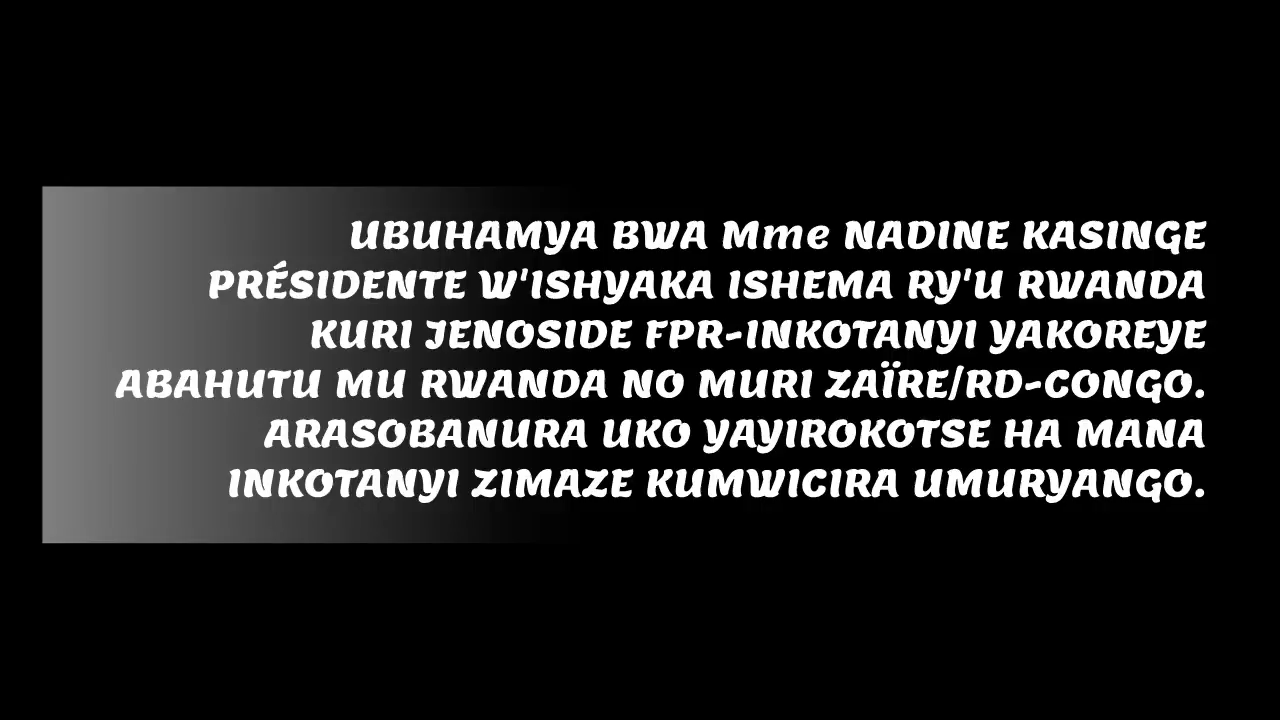 UBUHAMYA BWA Mme NADINE KASINGE
PRÉSIDENTE W'ISHYAKA ISHEMA RY'U RWANDA
KURI JENOSIDE FPR-INKOTANYI YAKOREYE
ABAHUTU MU RWANDA NO MURI ZAÏRE/RD-CONGO.
ARASOBANURA UKO YAYIROKOTSE HA MANA
INKOTANYI ZIMAZE KUMWICIRA UMURYANGO.